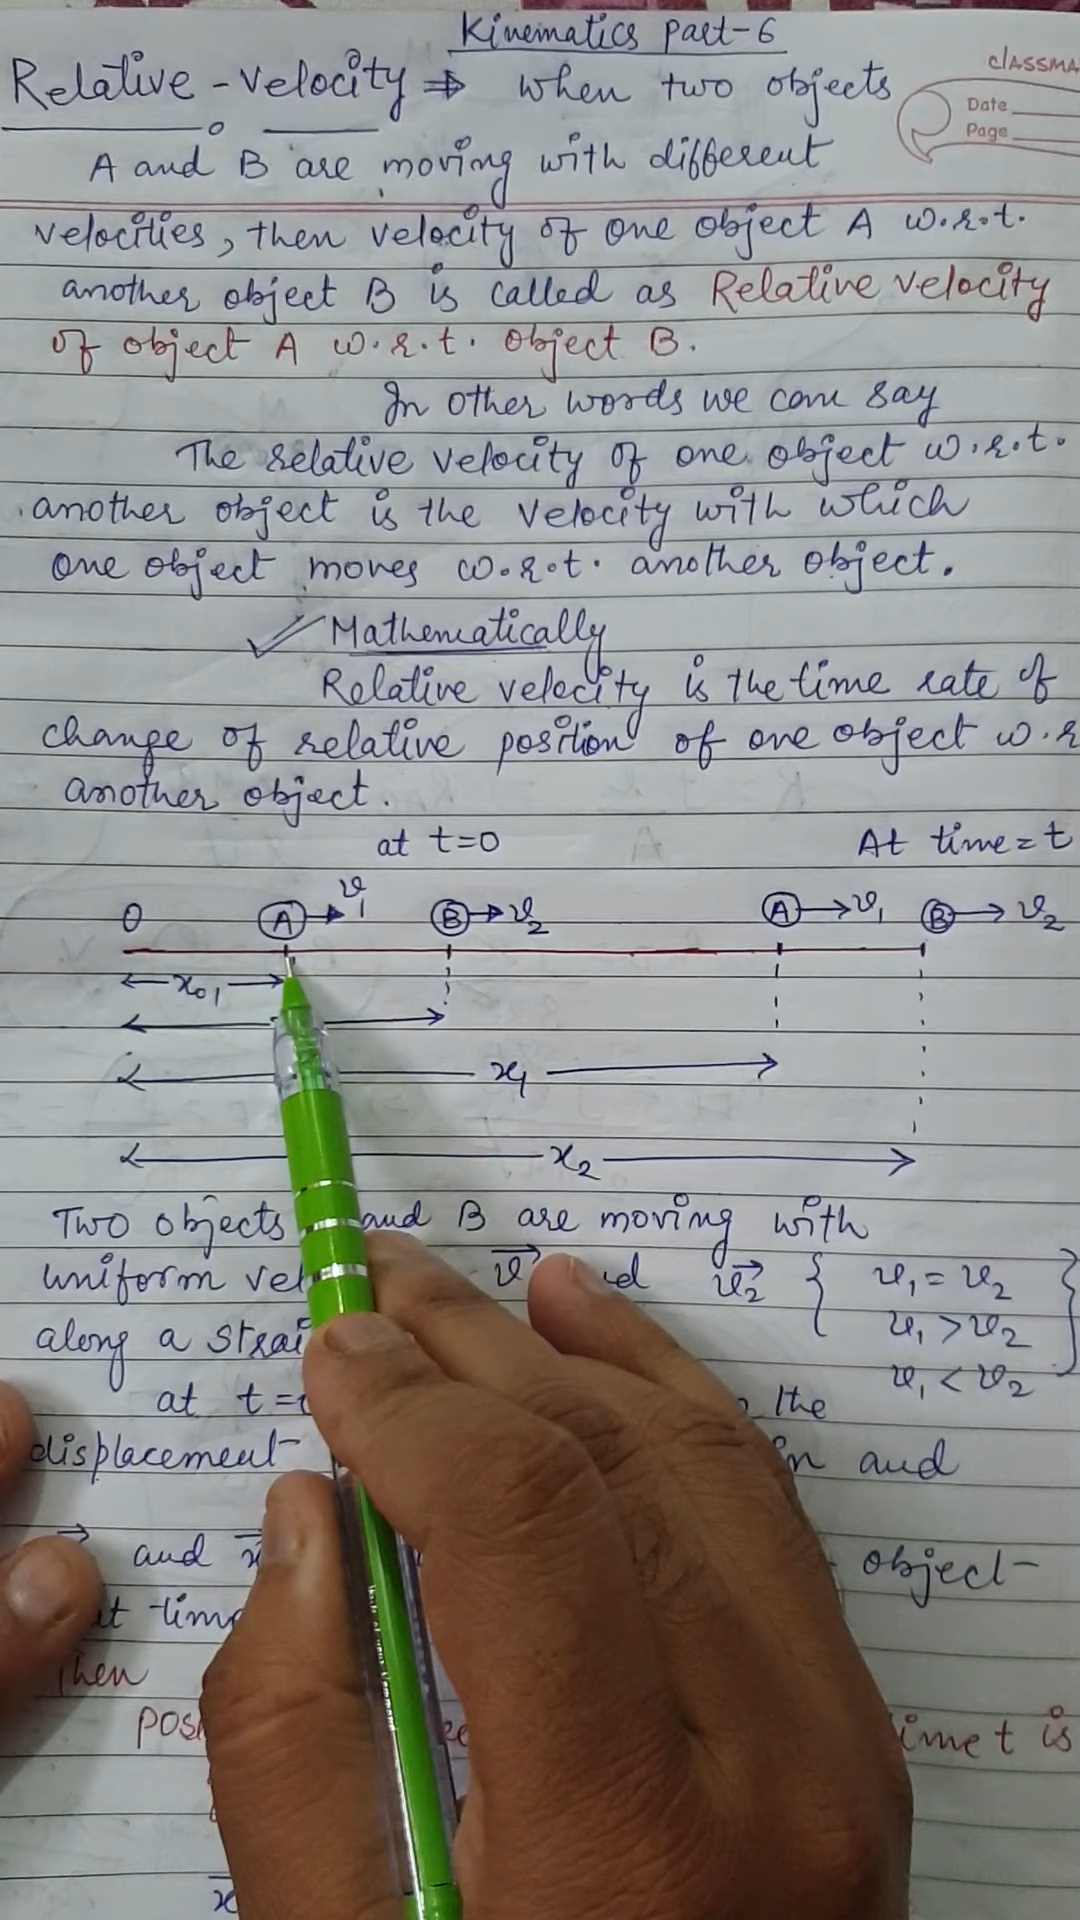 Kinematics Part-6
classma
Relative-velocity ⇒ when two objects
Date
Page
A and B are moving with different
velocities, then velocity of one object A w.r.t.
another object B is called as Relative velocity
of object A w.r.t. object B.
In other words we can say
The relative velocity of one object w.r.t.
another object is the velocity with which
one object moves w.r.t. another object.
Mathematically
Relative velocity is the time rate of
change of relative position of one object w.r
another object.
at t=0 At time=t
O A → v₁ B → v₂ A → v₁ B → v₂
x₀₁
x₁
x₂
Two objects and B are moving with
uniform vel v⃗ v₂⃗ { v₁ = v₂
along a strai v₁ > v₂ }
at t= the v₁ < v₂
displacement and
and object
time
Then
time t is